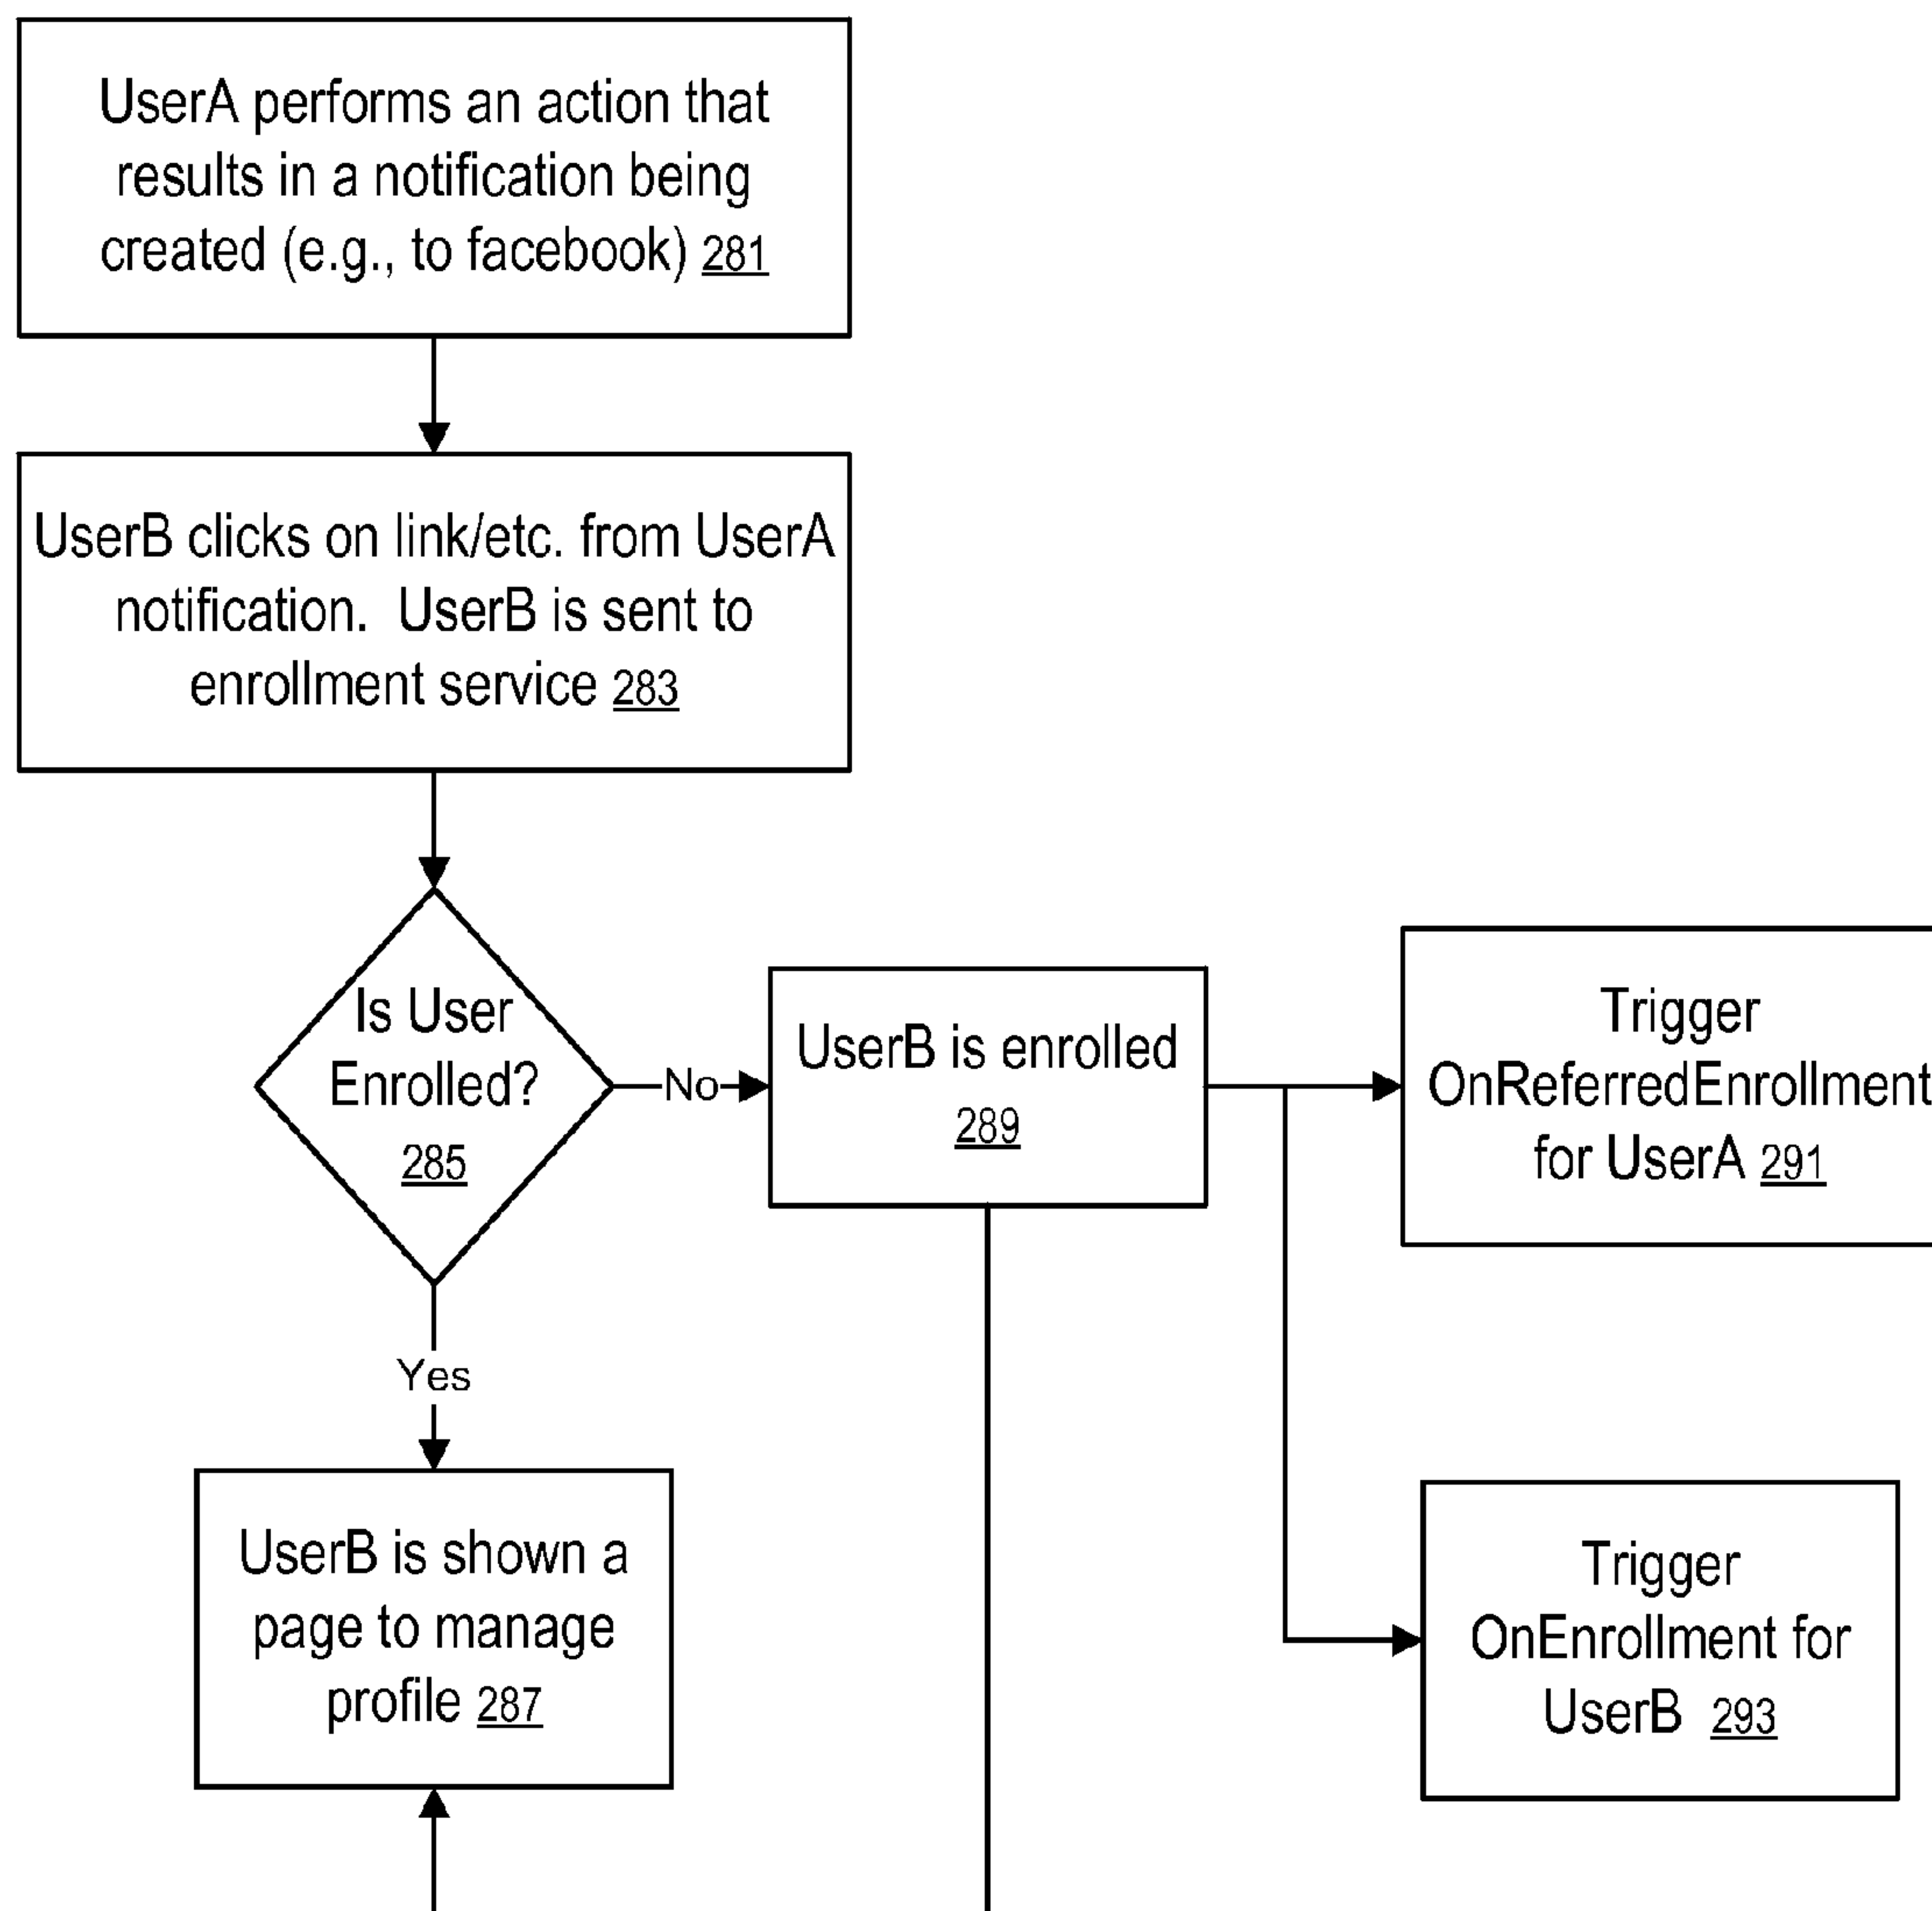 UserA performs an action that
results in a notification being
created (e.g., to facebook) 281
UserB clicks on link/etc. from UserA
notification.  UserB is sent to
enrollment service 283
Is User
Enrolled?
285
No
UserB is enrolled
289
Trigger
OnReferredEnrollment
for UserA 291
Yes
UserB is shown a
page to manage
profile 287
Trigger
OnEnrollment for
UserB 293